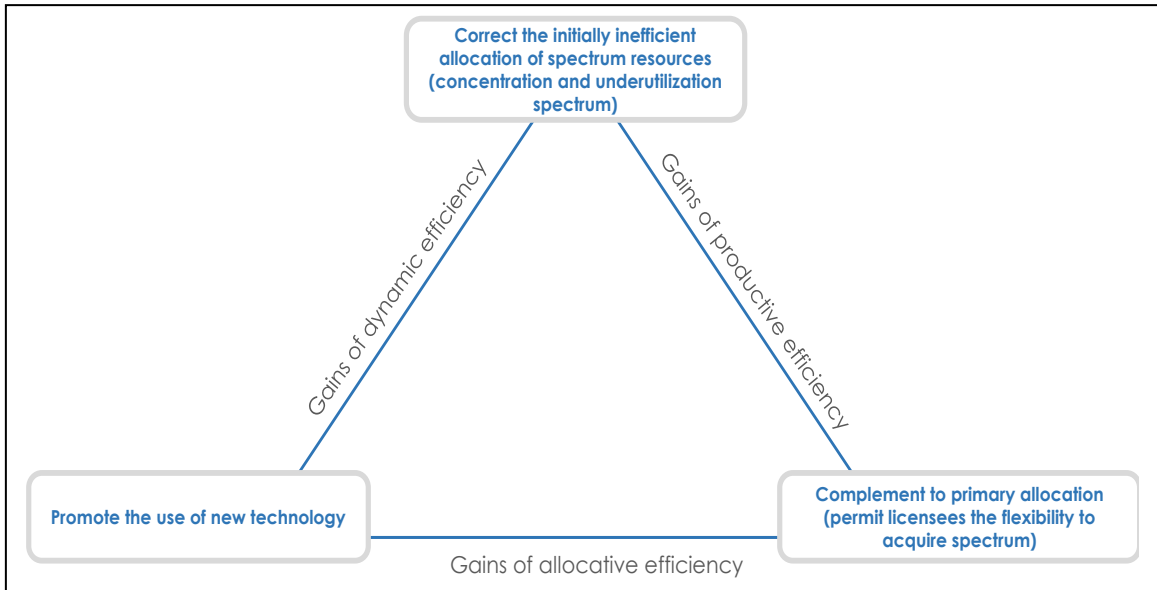 Correct the initially inefficient
allocation of spectrum resources
(concentration and underutilization
spectrum)
Gains of dynamic efficiency
Gains of productive efficiency
Promote the use of new technology
Complement to primary allocation
(permit licensees the flexibility to
acquire spectrum)
Gains of allocative efficiency